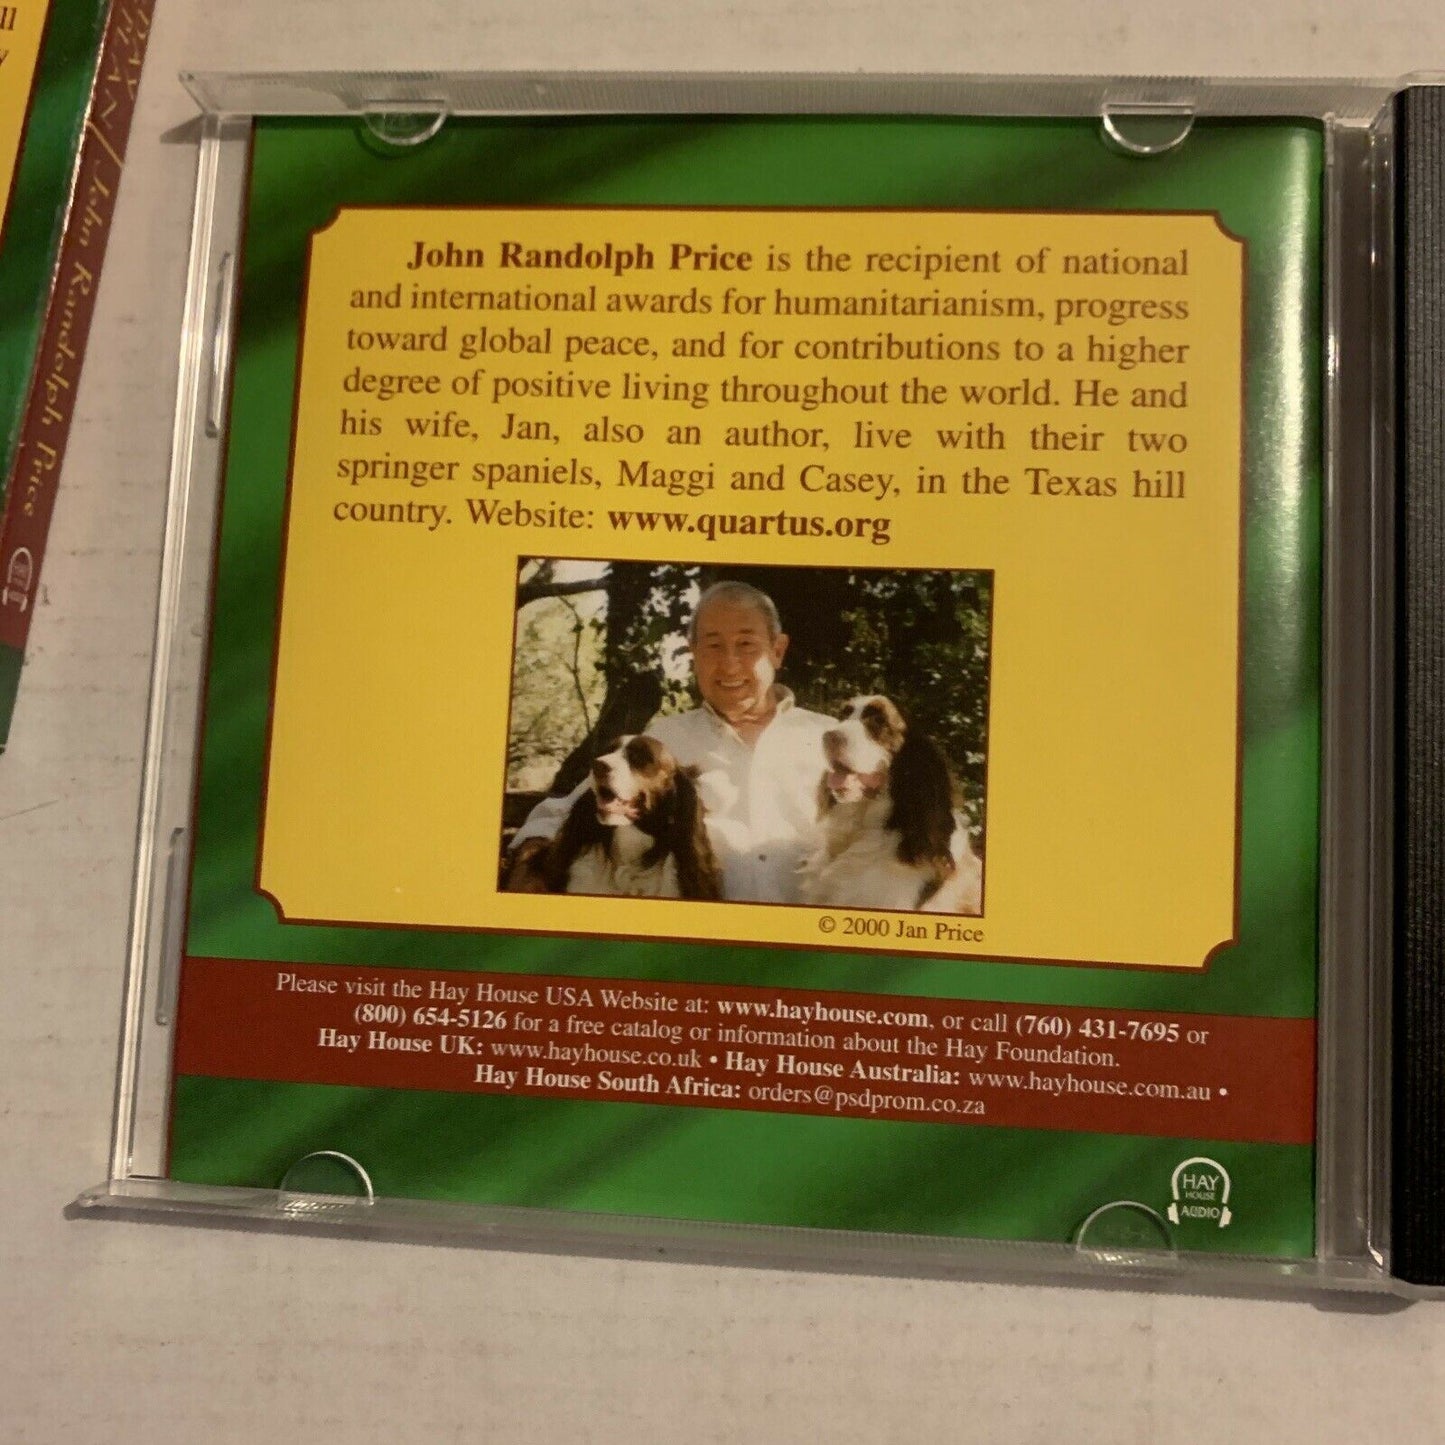 ll
y
DAY
PLAN / John Randolph Price
John Randolph Price is the recipient of national
and international awards for humanitarianism, progress
toward global peace, and for contributions to a higher
degree of positive living throughout the world. He and
his wife, Jan, also an author, live with their two
springer spaniels, Maggi and Casey, in the Texas hill
country. Website: www.quartus.org
© 2000 Jan Price
Please visit the Hay House USA Website at: www.hayhouse.com, or call (760) 431-7695 or
(800) 654-5126 for a free catalog or information about the Hay Foundation.
Hay House UK: www.hayhouse.co.uk • Hay House Australia: www.hayhouse.com.au •
Hay House South Africa: orders@psdprom.co.za
HAY
HOUSE
AUDIO